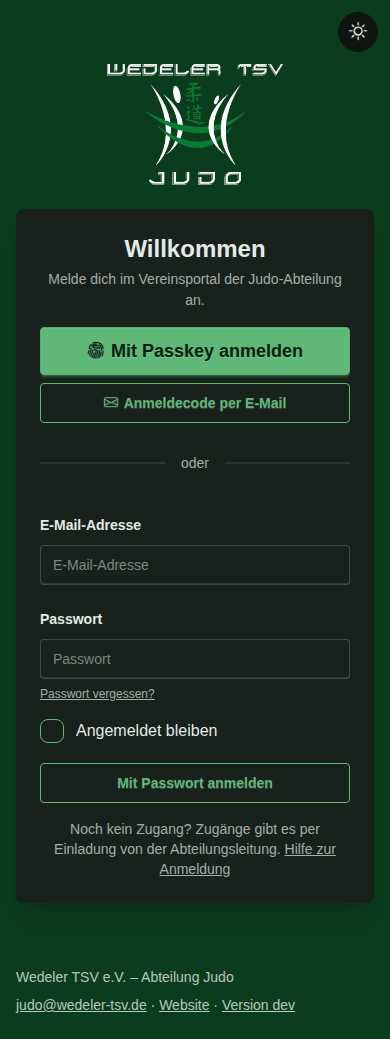 WEDELER TSV
柔
道
JUDO
Willkommen
Melde dich im Vereinsportal der Judo-Abteilung
an.
Mit Passkey anmelden
Anmeldecode per E-Mail
oder
E-Mail-Adresse
E-Mail-Adresse
Passwort
Passwort
Passwort vergessen?
Angemeldet bleiben
Mit Passwort anmelden
Noch kein Zugang? Zugänge gibt es per
Einladung von der Abteilungsleitung. Hilfe zur
Anmeldung
Wedeler TSV e.V. – Abteilung Judo
judo@wedeler-tsv.de · Website · Version dev